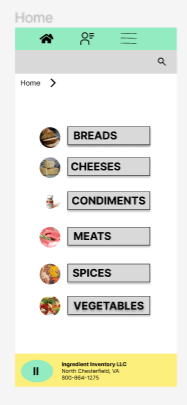 Home
Home
BREADS
CHEESES
CONDIMENTS
MEATS
SPICES
VEGETABLES
Ingredient Inventory LLC
North Chesterfield, VA
800-864-1275